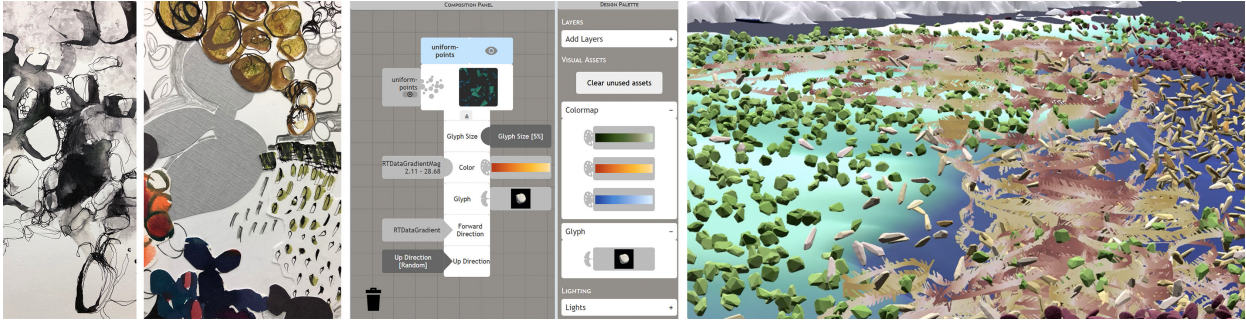 COMPOSITION PANEL
DESIGN PALETTE
uniform-
points
uniform-
points
A
Glyph Size
Glyph Size [5%]
RTDataGradientMag
2.11 - 28.68
Color
Glyph
RTDataGradient
Forward
Direction
Up Direction
[Random]
Up Direction
LAYERS
Add Layers +
VISUAL ASSETS
Clear unused assets
Colormap −
Glyph −
LIGHTING
Lights +